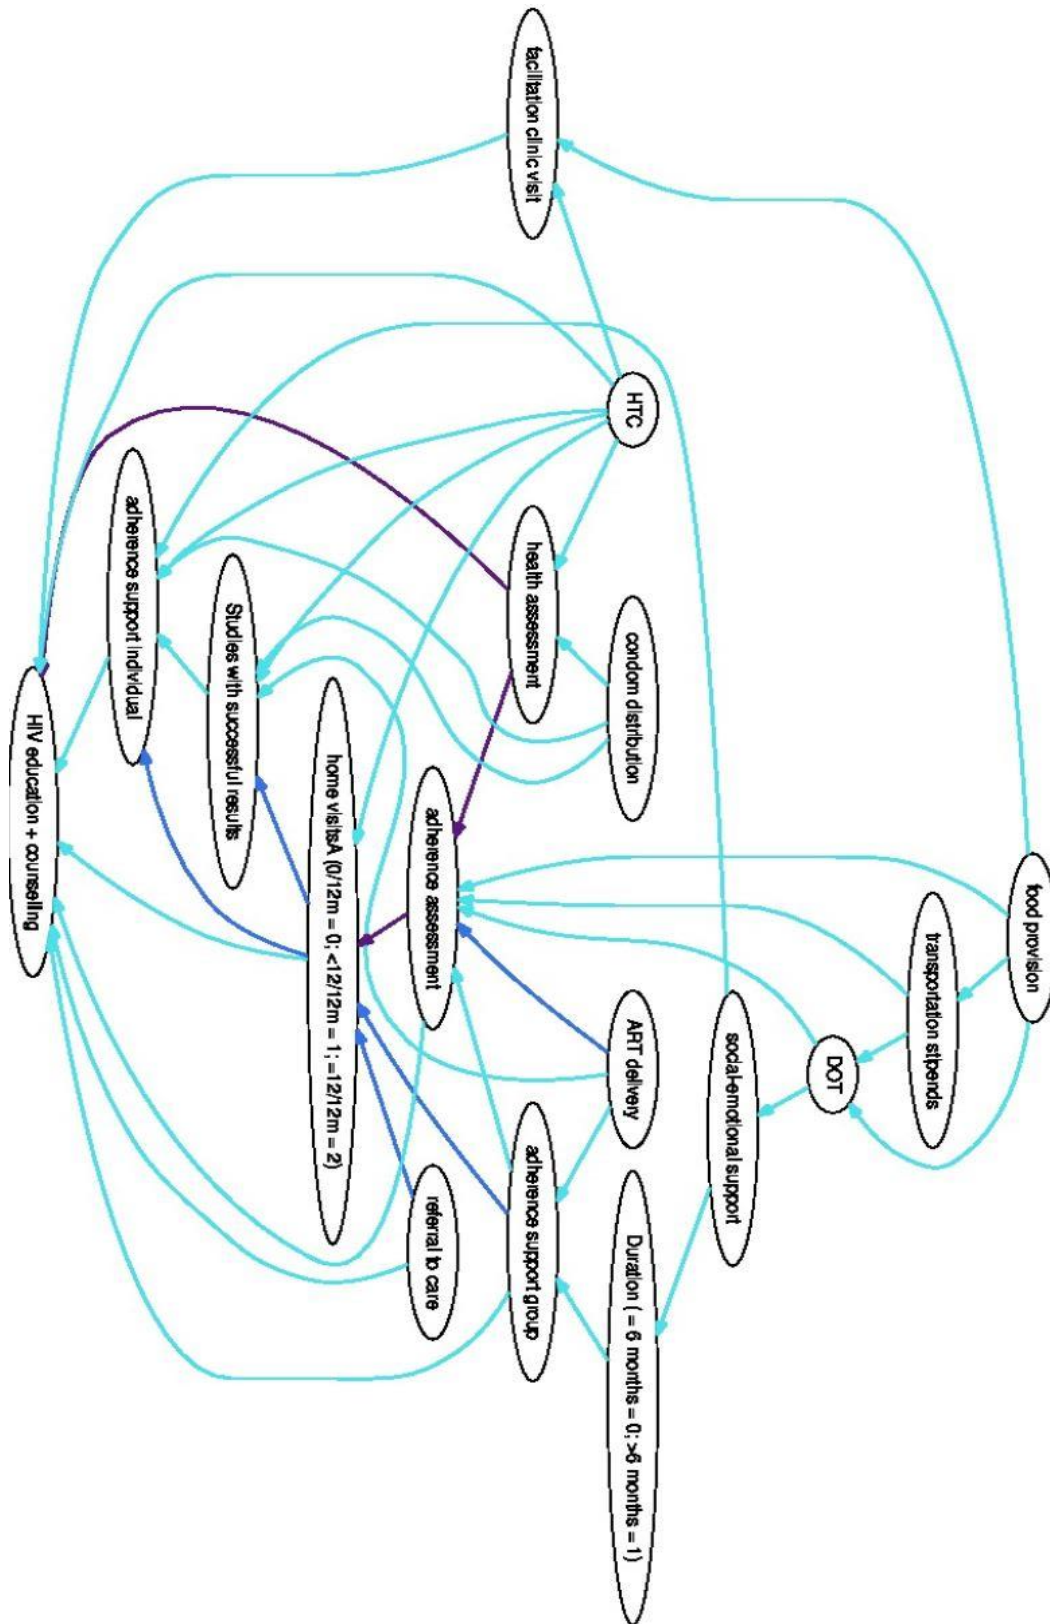 food provision
transportation stipends
DOT
social-emotional support
HTC
condom distribution
ART delivery
Duration ( = 6 months = 0; >6 months = 1)
facilitation clinic visit
health assessment
adherence support group
adherence assessment
referral to care
home visitsA (0/12m = 0; <12/12m = 1; =12/12m = 2)
Studies with successful results
adherence support individual
HIV education + counselling